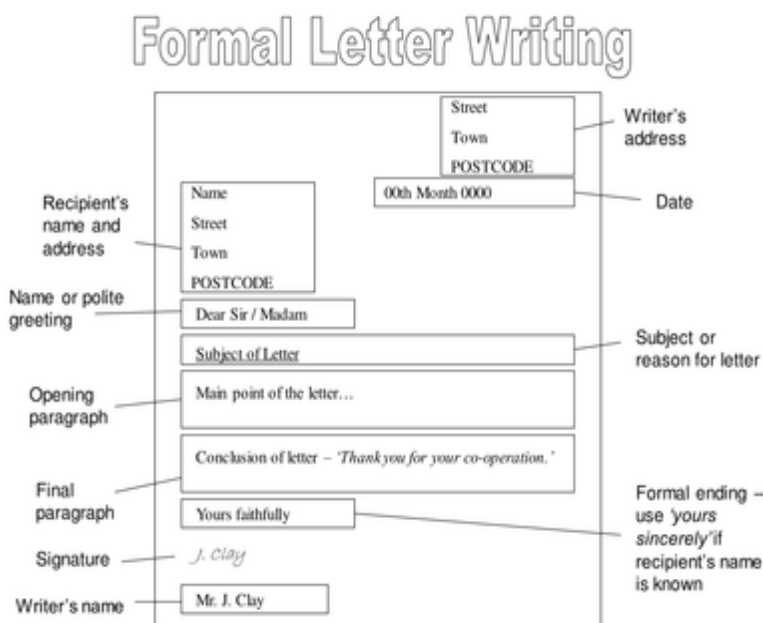 Formal Letter Writing
Street
Town
POSTCODE
Writer's
address
00th Month 0000
Date
Recipient's
name and
address
Name
Street
Town
POSTCODE
Name or polite
greeting
Dear Sir / Madam
Subject of Letter
Subject or
reason for letter
Opening
paragraph
Main point of the letter…
Final
paragraph
Conclusion of letter – 'Thank you for your co-operation.'
Yours faithfully
Formal ending –
use 'yours
sincerely' if
recipient's name
is known
Signature
J. Clay
Writer's name
Mr. J. Clay